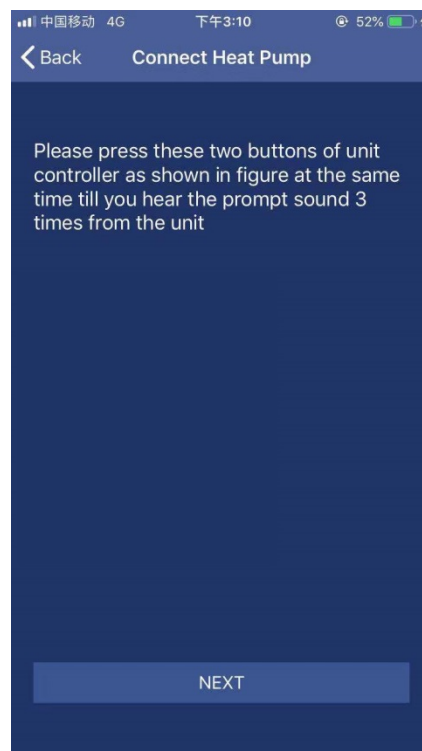 中国移动 4G 下午3:10 52%
Back Connect Heat Pump
Please press these two buttons of unit
controller as shown in figure at the same
time till you hear the prompt sound 3
times from the unit
NEXT